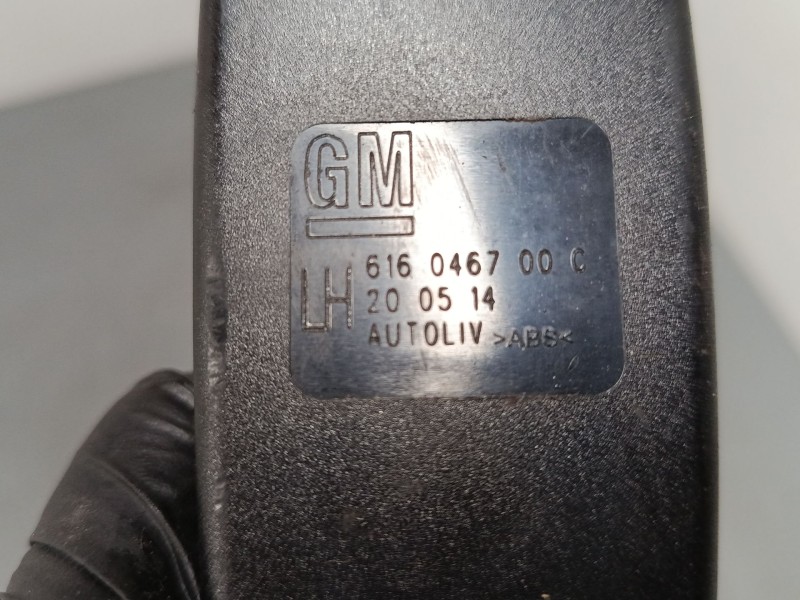 GM
LH
616 0467 00 C
20 05 14
AUTOLIV >ABS<